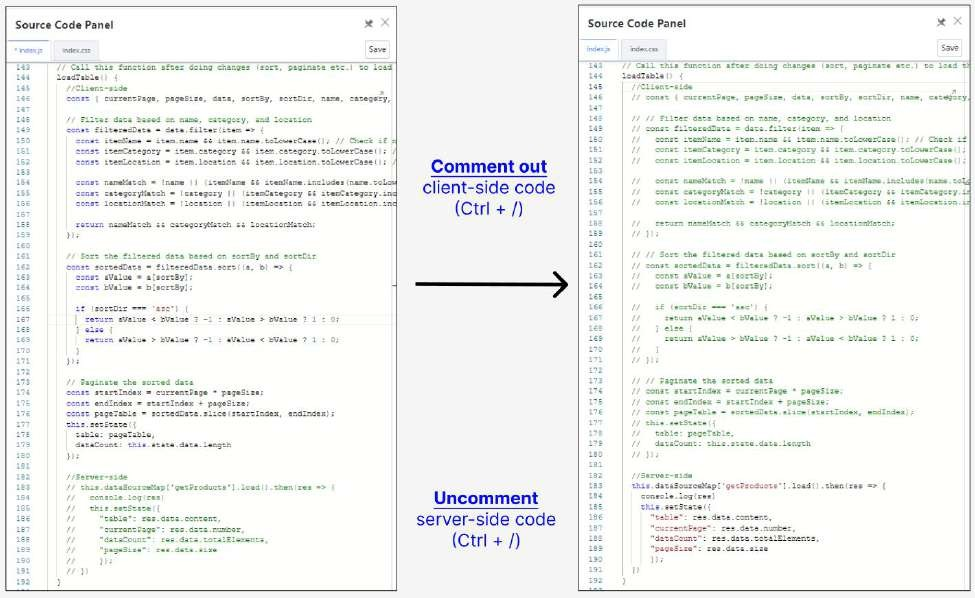 Source Code Panel
* index.js index.css Save
143 // Call this function after doing changes (sort, paginate etc.) to load
144 loadTable() {
145 //Client-side
146 const { currentPage, pageSize, data, sortBy, sortDir, name, category,
147
148 // Filter data based on name, category, and location
149 const filteredData = data.filter(item => {
150 const itemName = item.name && item.name.toLowerCase(); // Check if
151 const itemCategory = item.category && item.category.toLowerCase();
152 const itemLocation = item.location && item.location.toLowerCase(); /
153
154 const nameMatch = !name || (itemName && itemName.includes(name.toLow
155 const categoryMatch = !category || (itemCategory && itemCategory.inc
156 const locationMatch = !location || (itemLocation && itemLocation.inc
157
158 return nameMatch && categoryMatch && locationMatch;
159 });
160
161 // Sort the filtered data based on sortBy and sortDir
162 const sortedData = filteredData.sort((a, b) => {
163 const aValue = a[sortBy];
164 const bValue = b[sortBy];
165
166 if (sortDir === 'asc') {
167 return aValue < bValue ? -1 : aValue > bValue ? 1 : 0;
168 } else {
169 return aValue > bValue ? -1 : aValue < bValue ? 1 : 0;
170 }
171 });
172
173 // Paginate the sorted data
174 const startIndex = currentPage * pageSize;
175 const endIndex = startIndex + pageSize;
176 const pageTable = sortedData.slice(startIndex, endIndex);
177 this.setState({
178 table: pageTable,
179 dataCount: this.state.data.length
180 });
181
182 //Server-side
183 // this.dataSourceMap['getProducts'].load().then(res => {
184 // console.log(res)
185 // this.setState({
186 // "table": res.data.content,
187 // "currentPage": res.data.number,
188 // "dataCount": res.data.totalElements,
189 // "pageSize": res.data.size
190 // });
191 // })
192 }
Comment out
client-side code
(Ctrl + /)
Uncomment
server-side code
(Ctrl + /)
Source Code Panel
index.js index.css Save
143 // Call this function after doing changes (sort, paginate etc.) to load th
144 loadTable() {
145 //Client-side
146 // const { currentPage, pageSize, data, sortBy, sortDir, name, category,
147
148 // // Filter data based on name, category, and location
149 // const filteredData = data.filter(item => {
150 // const itemName = item.name && item.name.toLowerCase(); // Check if
151 // const itemCategory = item.category && item.category.toLowerCase();
152 // const itemLocation = item.location && item.location.toLowerCase();
153
154 // const nameMatch = !name || (itemName && itemName.includes(name.toLo
155 // const categoryMatch = !category || (itemCategory && itemCategory.in
156 // const locationMatch = !location || (itemLocation && itemLocation.in
157
158 // return nameMatch && categoryMatch && locationMatch;
159 // });
160
161 // // Sort the filtered data based on sortBy and sortDir
162 // const sortedData = filteredData.sort((a, b) => {
163 // const aValue = a[sortBy];
164 // const bValue = b[sortBy];
165
166 // if (sortDir === 'asc') {
167 // return aValue < bValue ? -1 : aValue > bValue ? 1 : 0;
168 // } else {
169 // return aValue > bValue ? -1 : aValue < bValue ? 1 : 0;
170 // }
171 // });
172
173 // // Paginate the sorted data
174 // const startIndex = currentPage * pageSize;
175 // const endIndex = startIndex + pageSize;
176 // const pageTable = sortedData.slice(startIndex, endIndex);
177 // this.setState({
178 // table: pageTable,
179 // dataCount: this.state.data.length
180 // });
181
182 //Server-side
183 this.dataSourceMap['getProducts'].load().then(res => {
184 console.log(res)
185 this.setState({
186 "table": res.data.content,
187 "currentPage": res.data.number,
188 "dataCount": res.data.totalElements,
189 "pageSize": res.data.size
190 });
191 })
192 }